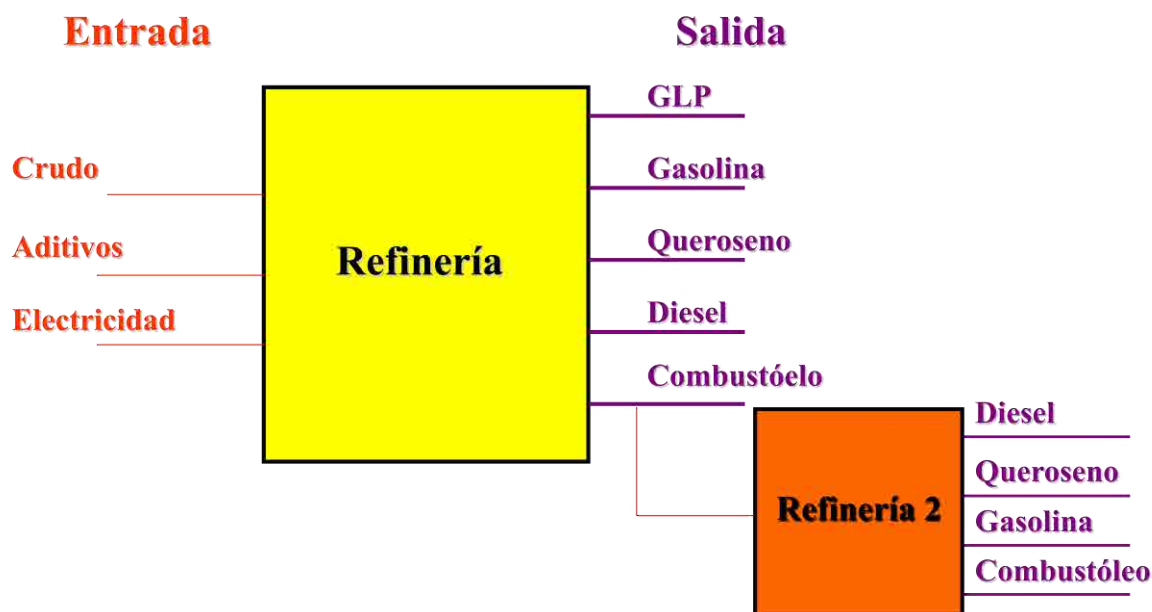 Entrada
Salida
GLP
Crudo
Gasolina
Aditivos
Queroseno
Refinería
Electricidad
Diesel
Combustóelo
Diesel
Queroseno
Refinería 2
Gasolina
Combustóleo